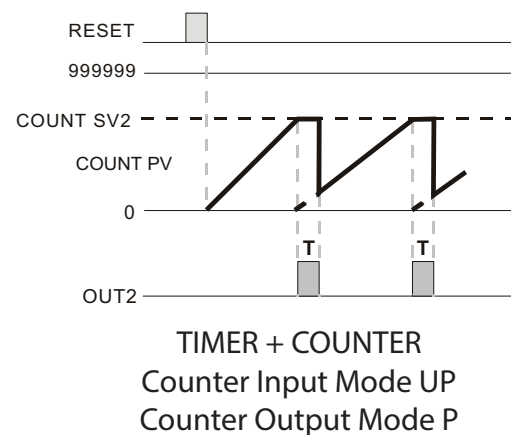 RESET
999999
COUNT SV2
COUNT PV
0
T T
OUT2
TIMER + COUNTER
Counter Input Mode UP
Counter Output Mode P